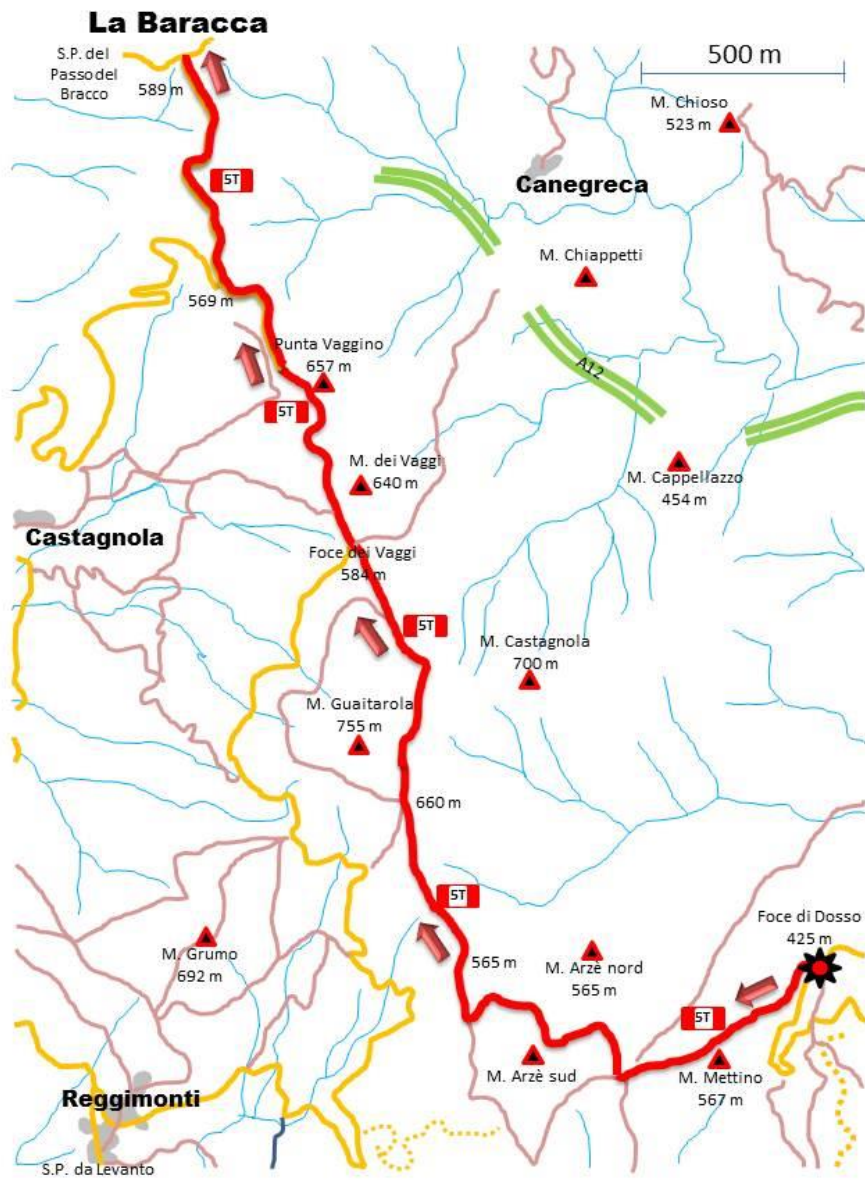 La Baracca
S.P. del
Passo del
Bracco
589 m
500 m
M. Chioso
523 m
5T
Canegreca
M. Chiappetti
569 m
Punta Vaggino
657 m
A12
5T
M. dei Vaggi
640 m
M. Cappellazzo
454 m
Castagnola
Foce dei Vaggi
584 m
5T
M. Castagnola
700 m
M. Guaitarola
755 m
660 m
5T
Foce di Dosso
425 m
M. Grumo
692 m
565 m
M. Arzè nord
565 m
5T
M. Arzè sud
M. Mettino
567 m
Reggimonti
S.P. da Levanto